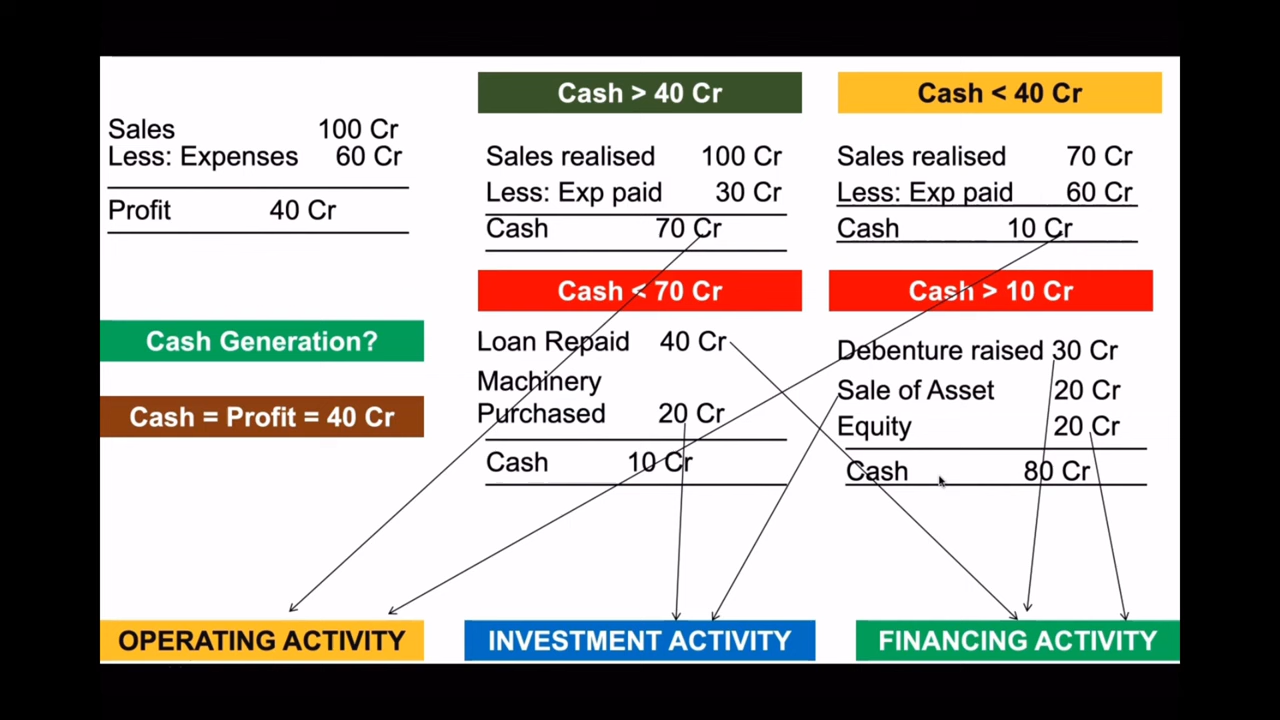 Sales 100 Cr
Less: Expenses 60 Cr
Profit 40 Cr
Cash Generation?
Cash = Profit = 40 Cr
Cash > 40 Cr
Sales realised 100 Cr
Less: Exp paid 30 Cr
Cash 70 Cr
Cash < 70 Cr
Loan Repaid 40 Cr
Machinery
Purchased 20 Cr
Cash 10 Cr
Cash < 40 Cr
Sales realised 70 Cr
Less: Exp paid 60 Cr
Cash 10 Cr
Cash > 10 Cr
Debenture raised 30 Cr
Sale of Asset 20 Cr
Equity 20 Cr
Cash 80 Cr
OPERATING ACTIVITY
INVESTMENT ACTIVITY
FINANCING ACTIVITY